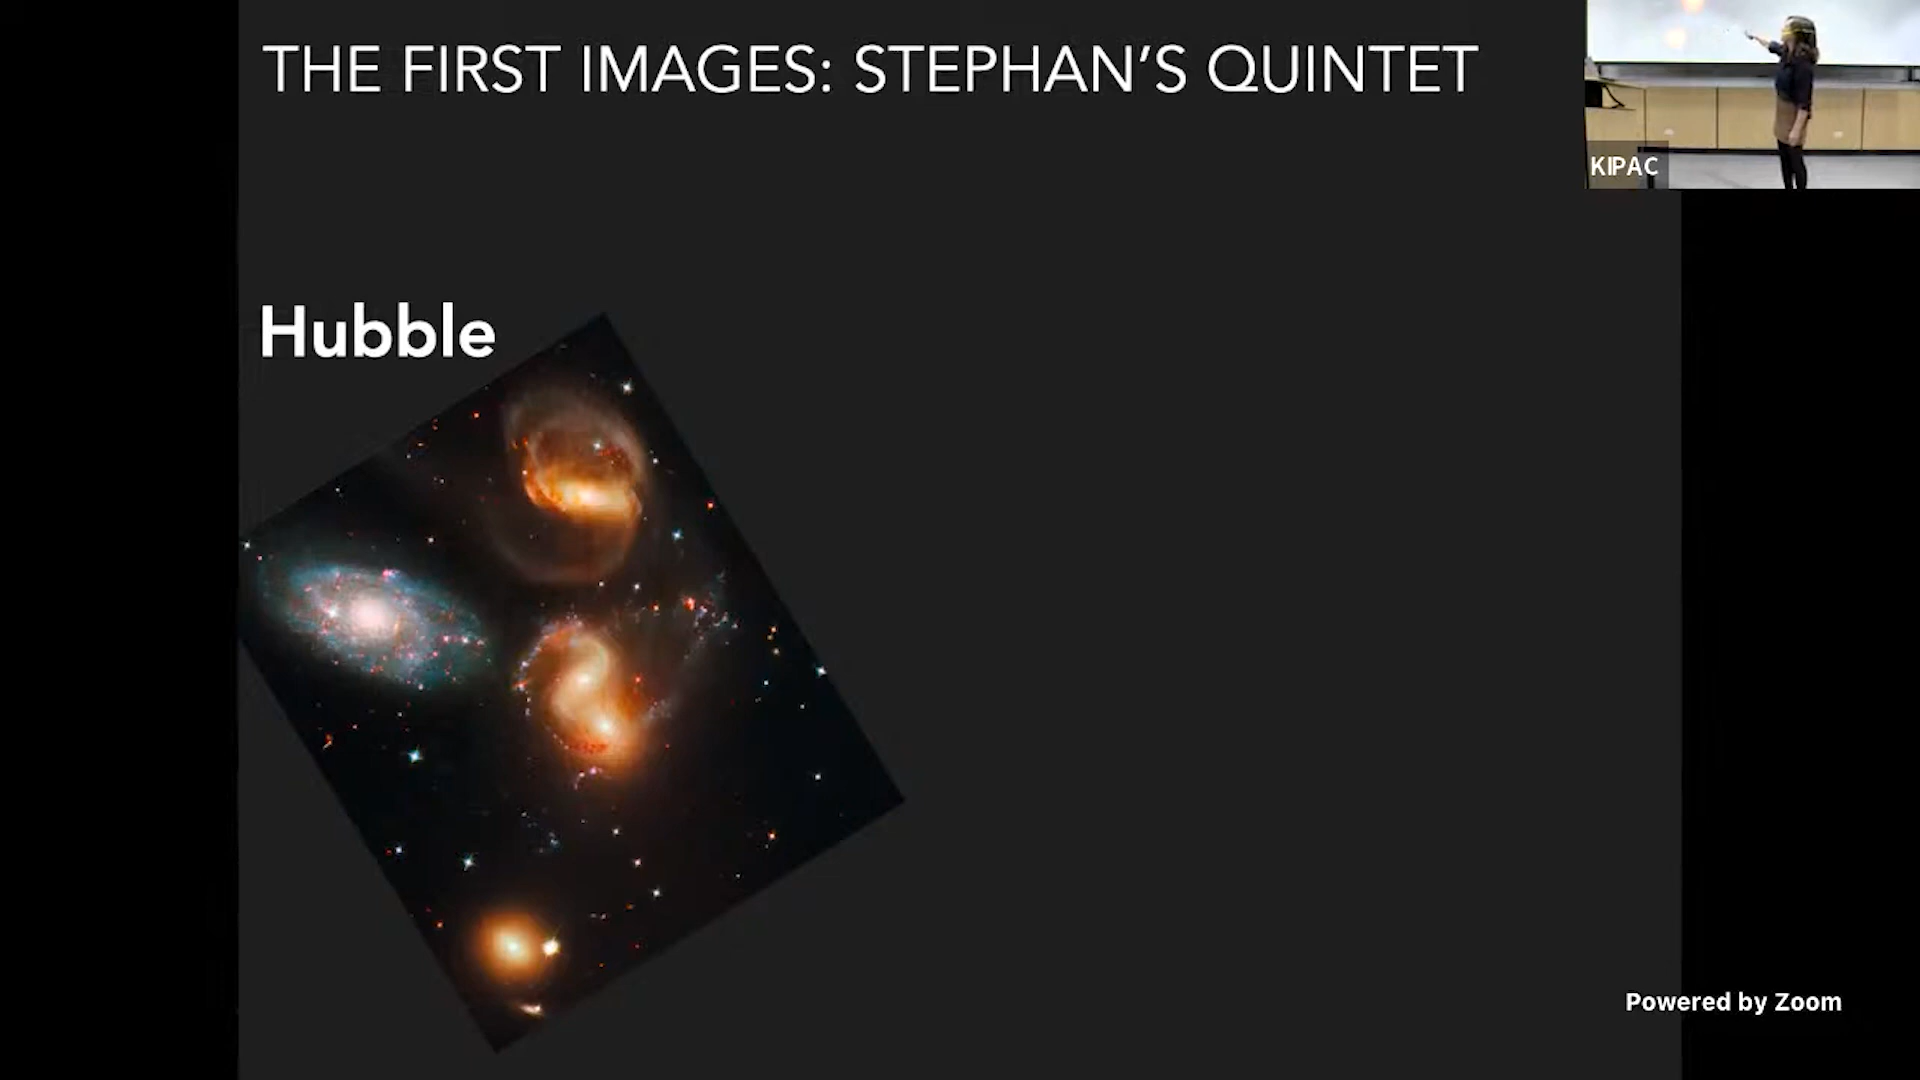 THE FIRST IMAGES: STEPHAN’S QUINTET
KIPAC
Hubble
Powered by Zoom